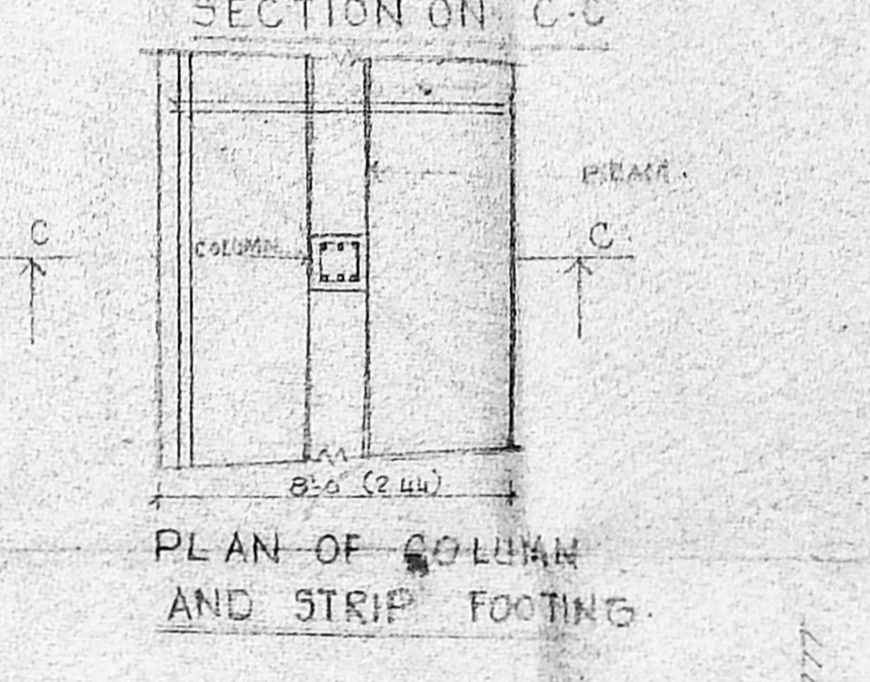 SECTION ON C-C
BEAM.
C
COLUMN
C
8'-0" (2.44)
PLAN OF COLUMN
AND STRIP FOOTING.